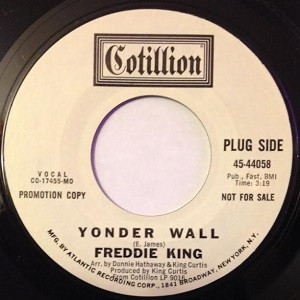 Cotillion
VOCAL
CO-17455-MO
PROMOTION COPY
PLUG SIDE
45-44058
Pub., Fast, BMI
Time: 3:19
NOT FOR SALE
YONDER WALL
(E. James)
FREDDIE KING
Arr. by Donnie Hathaway & King Curtis
Produced by King Curtis
From Cotillion LP 9016
MFG. BY ATLANTIC RECORDING CORP., 1841 BROADWAY, NEW YORK, N.Y.